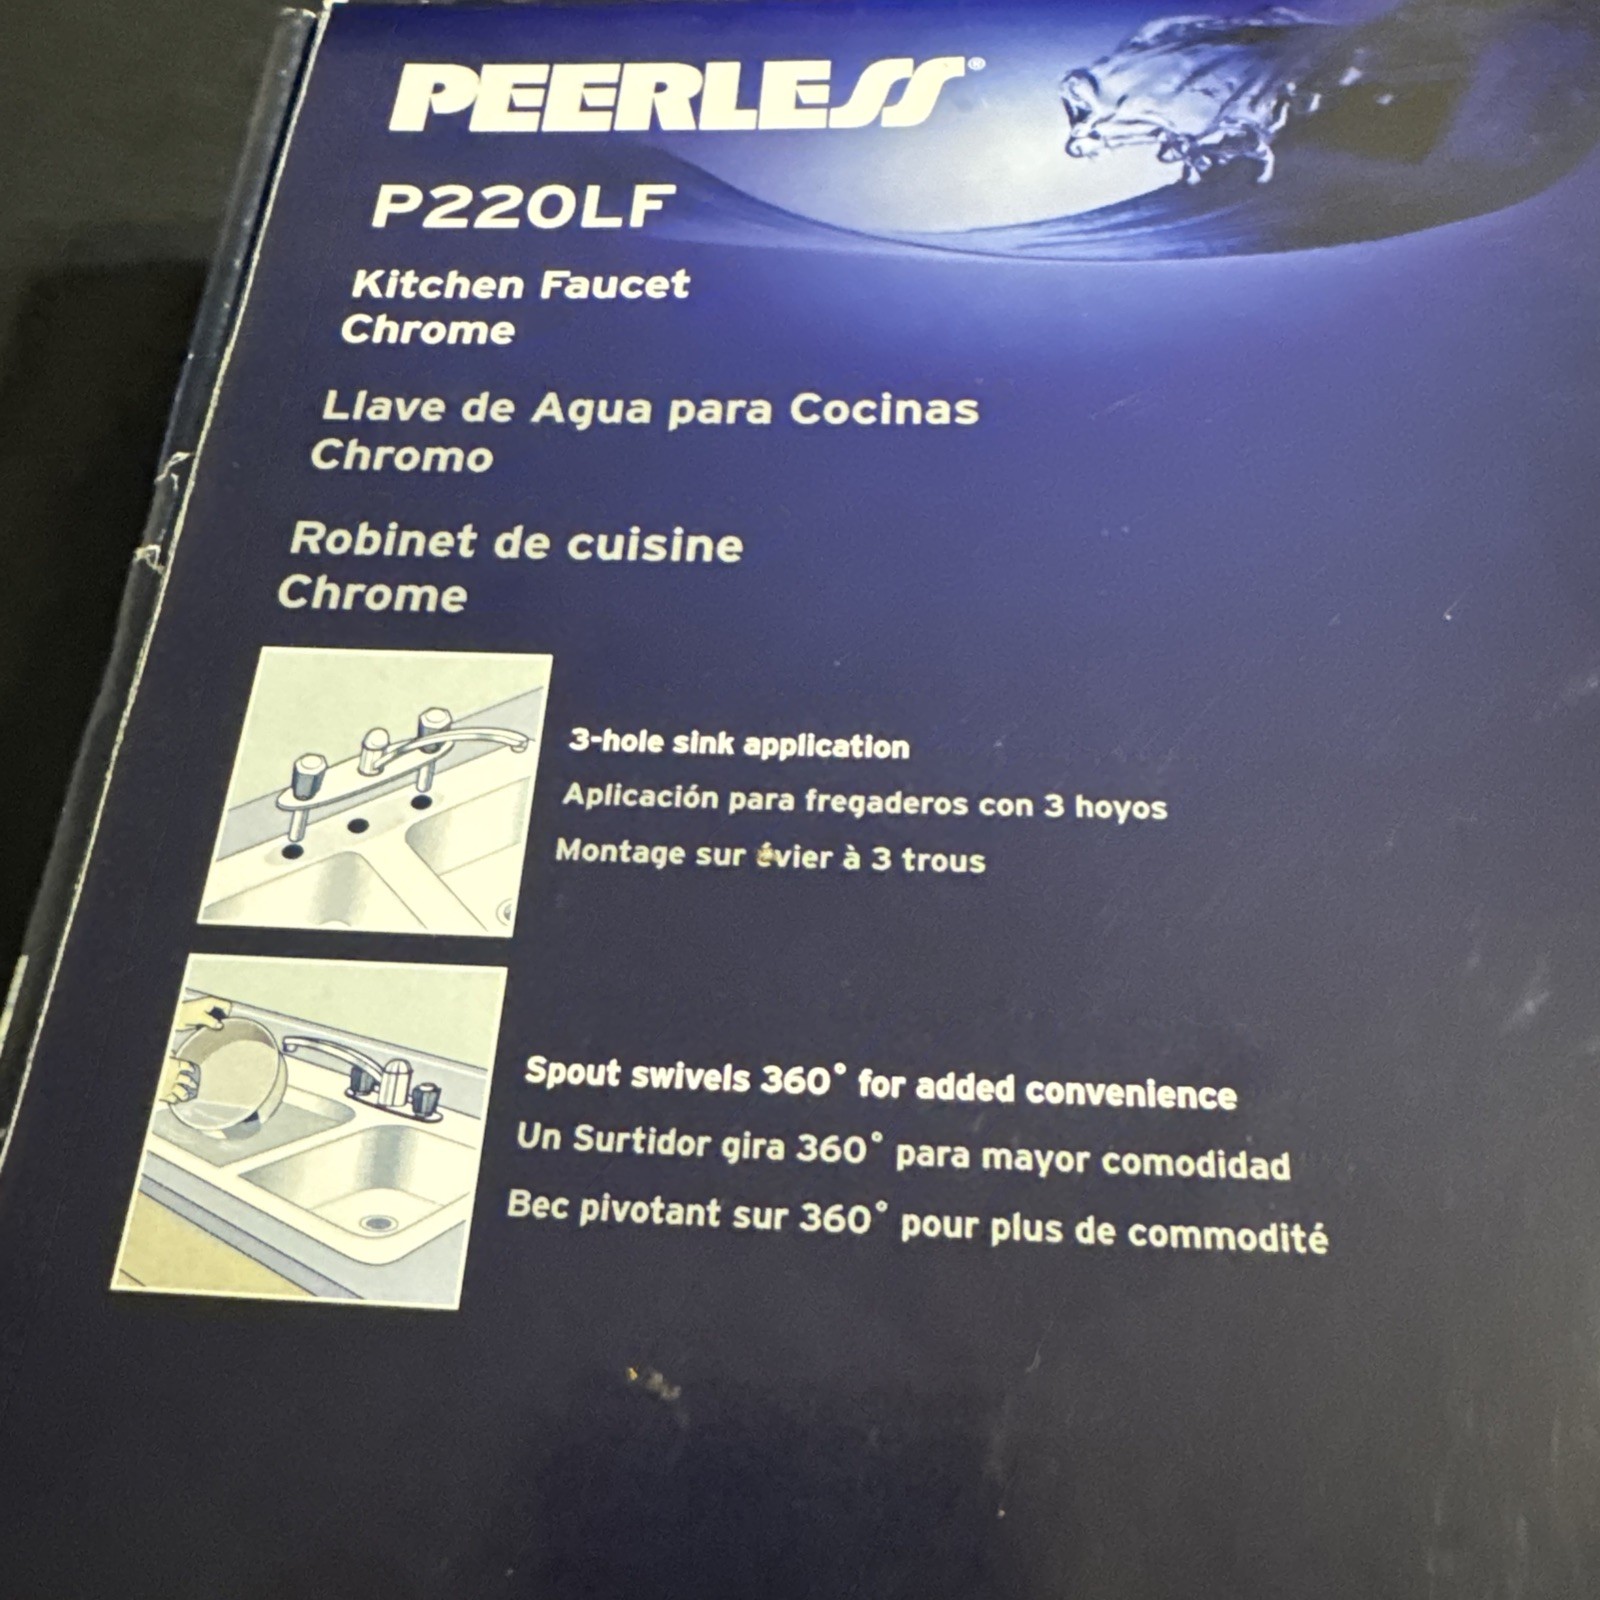 PEERLESS®
P220LF
Kitchen Faucet
Chrome
Llave de Agua para Cocinas
Chromo
Robinet de cuisine
Chrome
3-hole sink application
Aplicación para fregaderos con 3 hoyos
Montage sur évier à 3 trous
Spout swivels 360° for added convenience
Un Surtidor gira 360° para mayor comodidad
Bec pivotant sur 360° pour plus de commodité